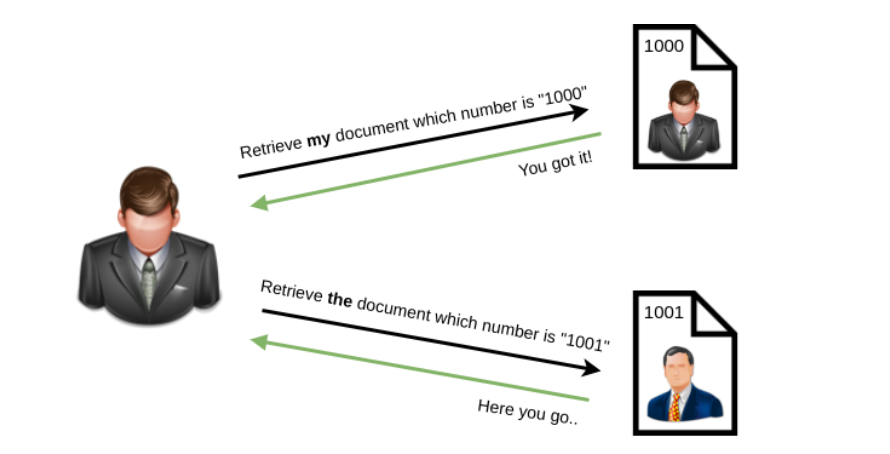 1000
Retrieve my document which number is "1000"
You got it!
Retrieve the document which number is "1001"
1001
Here you go..